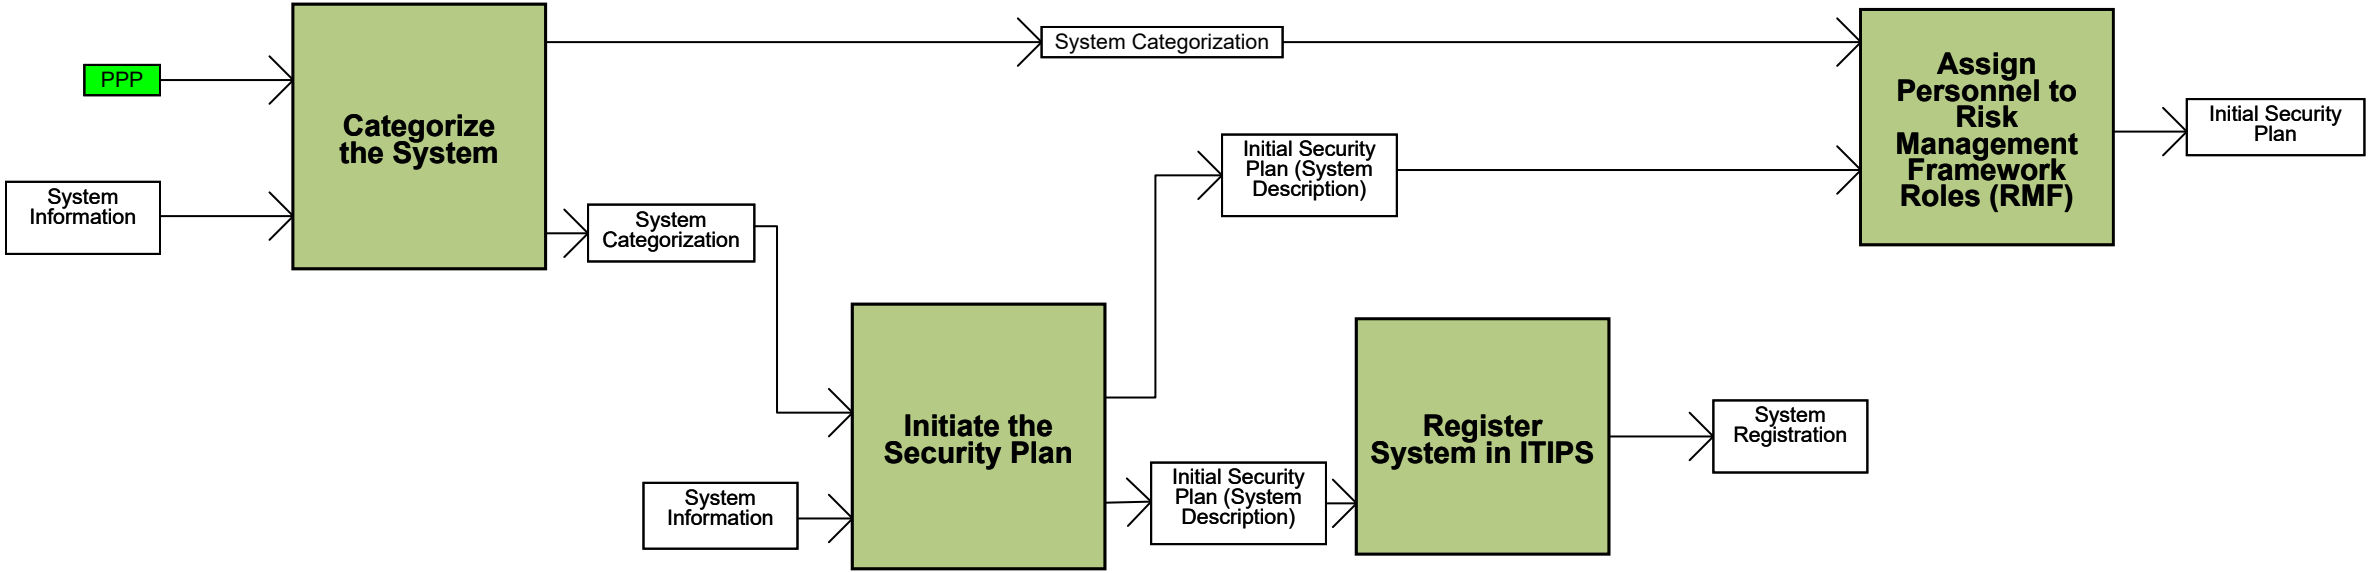 PPP
System
Information
Categorize
the System
System Categorization
System
Categorization
System
Information
Initiate the
Security Plan
Initial Security
Plan (System
Description)
Initial Security
Plan (System
Description)
Register
System in ITIPS
System
Registration
Assign
Personnel to
Risk
Management
Framework
Roles (RMF)
Initial Security
Plan